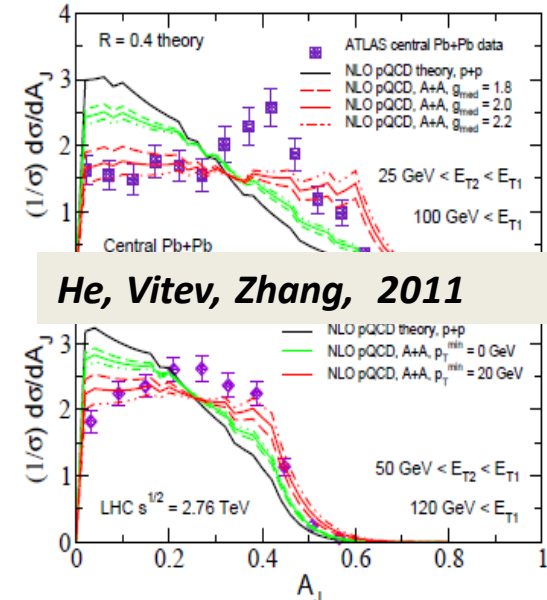 4
R = 0.4 theory
ATLAS central Pb+Pb data
NLO pQCD theory, p+p
NLO pQCD, A+A, g_med = 1.8
NLO pQCD, A+A, g_med = 2.0
NLO pQCD, A+A, g_med = 2.2
3
2
1
(1/σ) dσ/dA_J
25 GeV < E_T2 < E_T1
100 GeV < E_T1
Central Pb+Pb
He, Vitev, Zhang, 2011
NLO pQCD theory, p+p
NLO pQCD, A+A, p_T^min = 0 GeV
NLO pQCD, A+A, p_T^min = 20 GeV
3
2
1
0
(1/σ) dσ/dA_J
50 GeV < E_T2 < E_T1
120 GeV < E_T1
LHC s^1/2 = 2.76 TeV
0 0.2 0.4 0.6 0.8 1
A_J